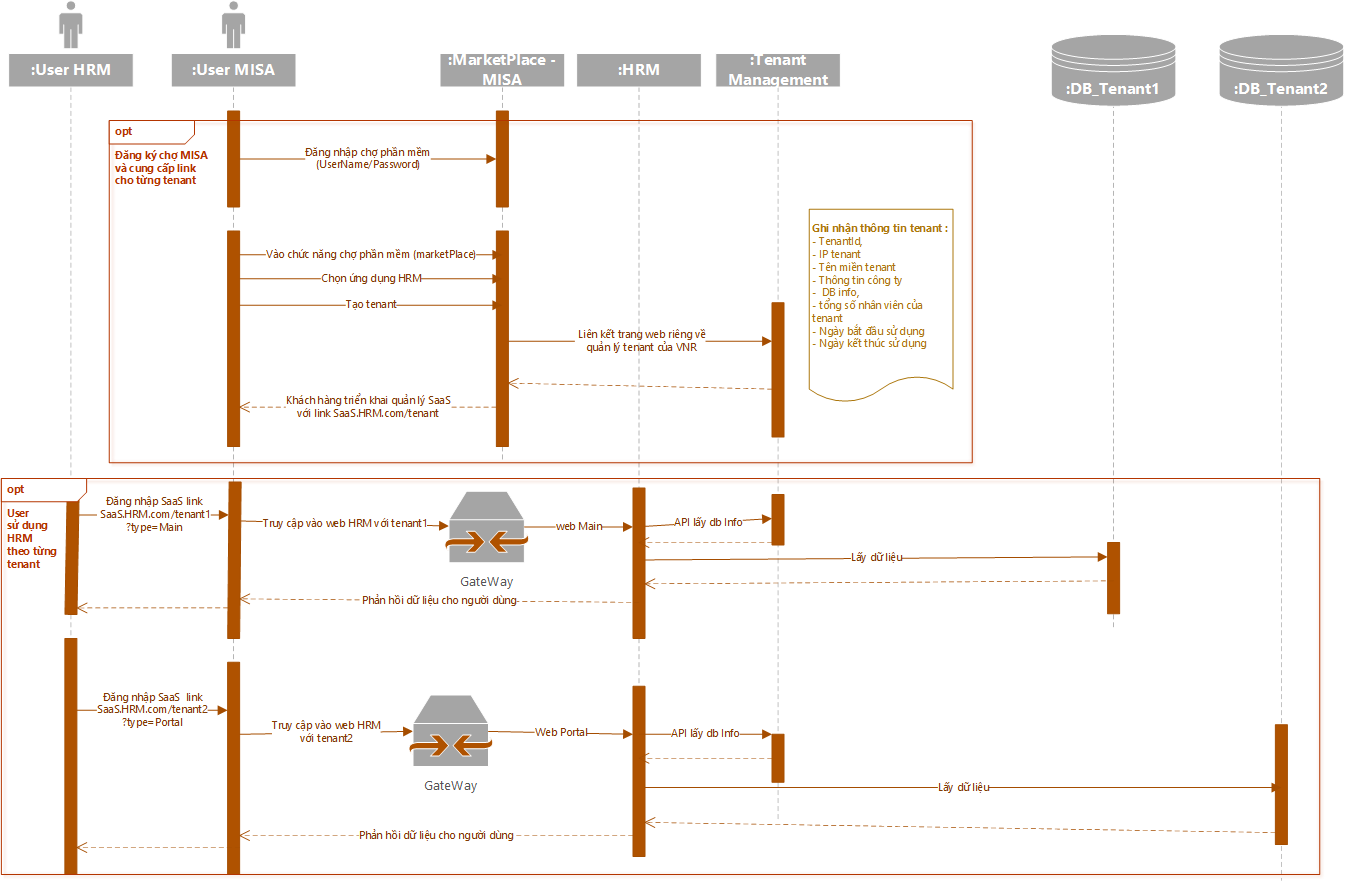 :User HRM
:User MISA
:MarketPlace -
MISA
:HRM
:Tenant
Management
:DB_Tenant1
:DB_Tenant2
opt
Đăng ký chợ MISA
và cung cấp link
cho từng tenant
Đăng nhập chợ phần mềm
(UserName/Password)
Vào chức năng chợ phần mềm (marketPlace)
Chọn ứng dụng HRM
Tạo tenant
Liên kết trang web riêng về
quản lý tenant của VNR
Khách hàng triển khai quản lý SaaS
với link SaaS.HRM.com/tenant
Ghi nhận thông tin tenant :
- TenantId,
- IP tenant
- Tên miền tenant
- Thông tin công ty
- DB info,
- tổng số nhân viên của
tenant
- Ngày bắt đầu sử dụng
- Ngày kết thúc sử dụng
opt
User
sử dụng
HRM
theo từng
tenant
Đăng nhập SaaS link
SaaS.HRM.com/tenant1
?type=Main
Truy cập vào web HRM với tenant1
GateWay
web Main
API lấy db Info
Lấy dữ liệu
Phản hồi dữ liệu cho người dùng
Đăng nhập SaaS link
SaaS.HRM.com/tenant2
?type=Portal
Truy cập vào web HRM
với tenant2
GateWay
Web Portal
API lấy db Info
Lấy dữ liệu
Phản hồi dữ liệu cho người dùng